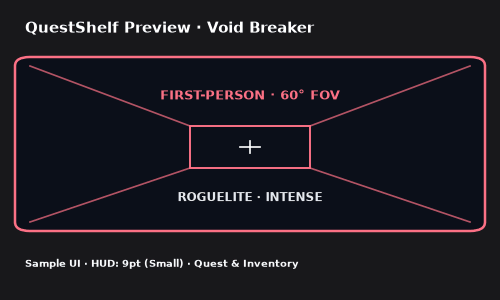 QuestShelf Preview · Void Breaker
FIRST-PERSON · 60° FOV
ROGUELITE · INTENSE
Sample UI · HUD: 9pt (Small) · Quest & Inventory